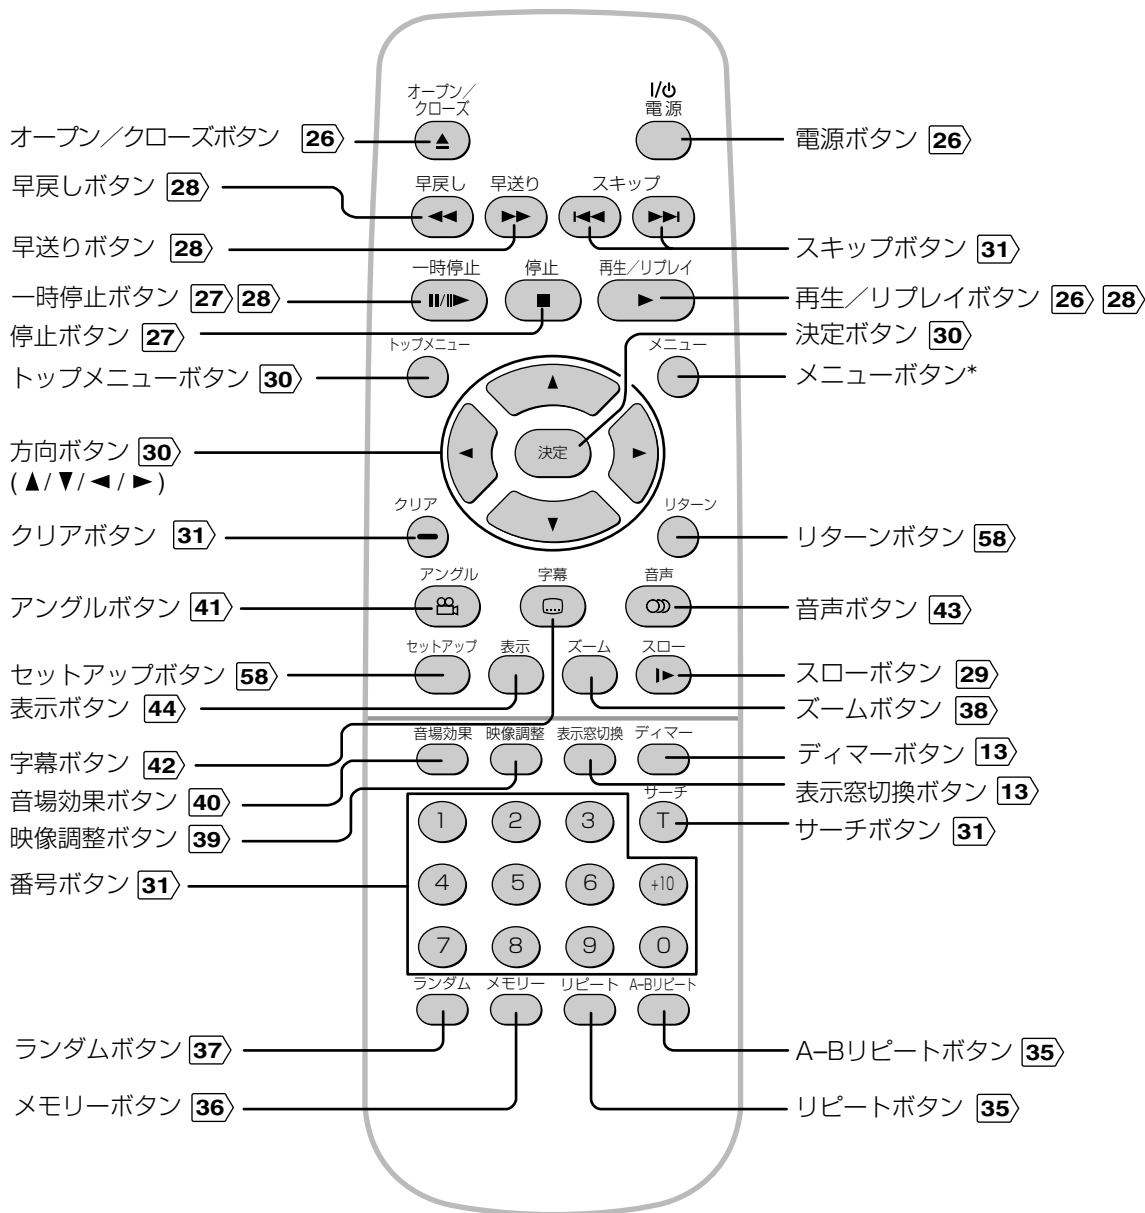 オープン／
クローズ
I/⏻
電源
オープン／クローズボタン 26
電源ボタン 26
早戻し
早送り
スキップ
早戻しボタン 28
早送りボタン 28
スキップボタン 31
一時停止
停止
再生／リプレイ
一時停止ボタン 27 28
再生／リプレイボタン 26 28
停止ボタン 27
決定ボタン 30
トップメニュー
メニュー
トップメニューボタン 30
メニューボタン*
方向ボタン 30
(▲/▼/◄/►)
決定
クリア
リターン
クリアボタン 31
リターンボタン 58
アングル
字幕
音声
アングルボタン 41
音声ボタン 43
セットアップ
表示
ズーム
スロー
セットアップボタン 58
スローボタン 29
表示ボタン 44
ズームボタン 38
音場効果
映像調整
表示窓切換
ディマー
字幕ボタン 42
ディマーボタン 13
音場効果ボタン 40
表示窓切換ボタン 13
サーチ
映像調整ボタン 39
サーチボタン 31
1
2
3
T
番号ボタン 31
4
5
6
+10
7
8
9
0
ランダム
メモリー
リピート
A-Bリピート
ランダムボタン 37
A–Bリピートボタン 35
メモリーボタン 36
リピートボタン 35